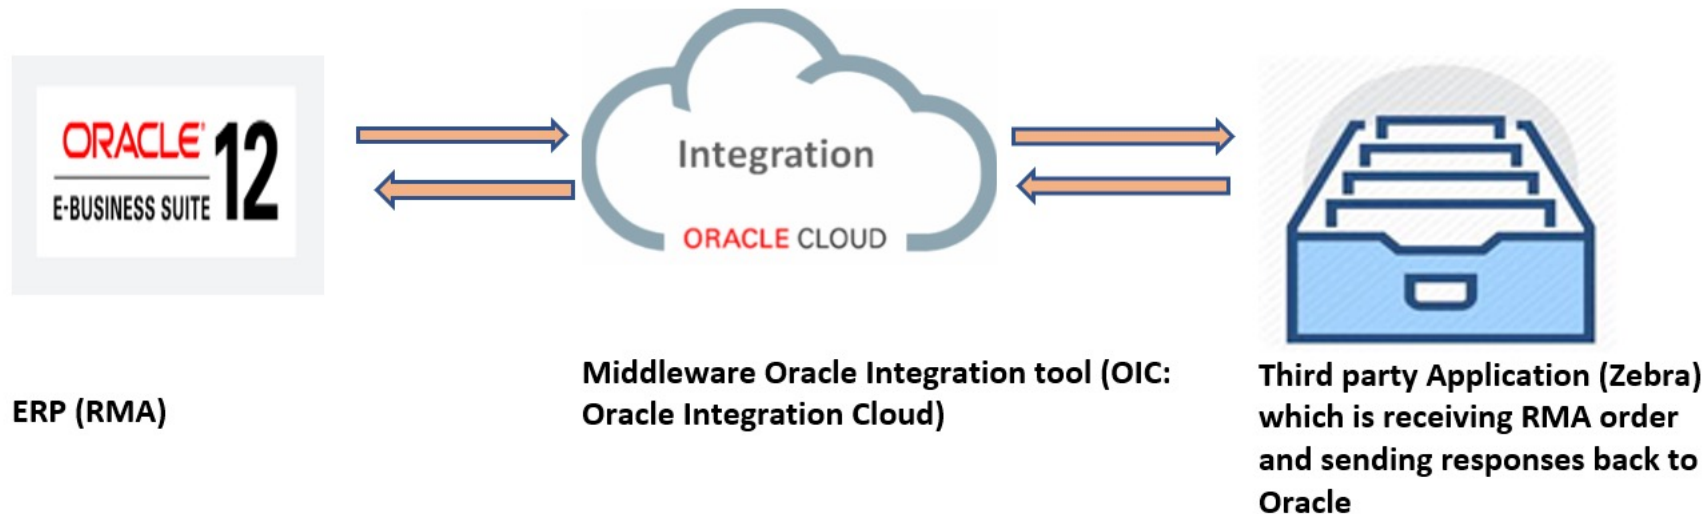 ORACLE
E-BUSINESS SUITE
12
Integration
ORACLE CLOUD
ERP (RMA)
Middleware Oracle Integration tool (OIC:
Oracle Integration Cloud)
Third party Application (Zebra)
which is receiving RMA order
and sending responses back to
Oracle